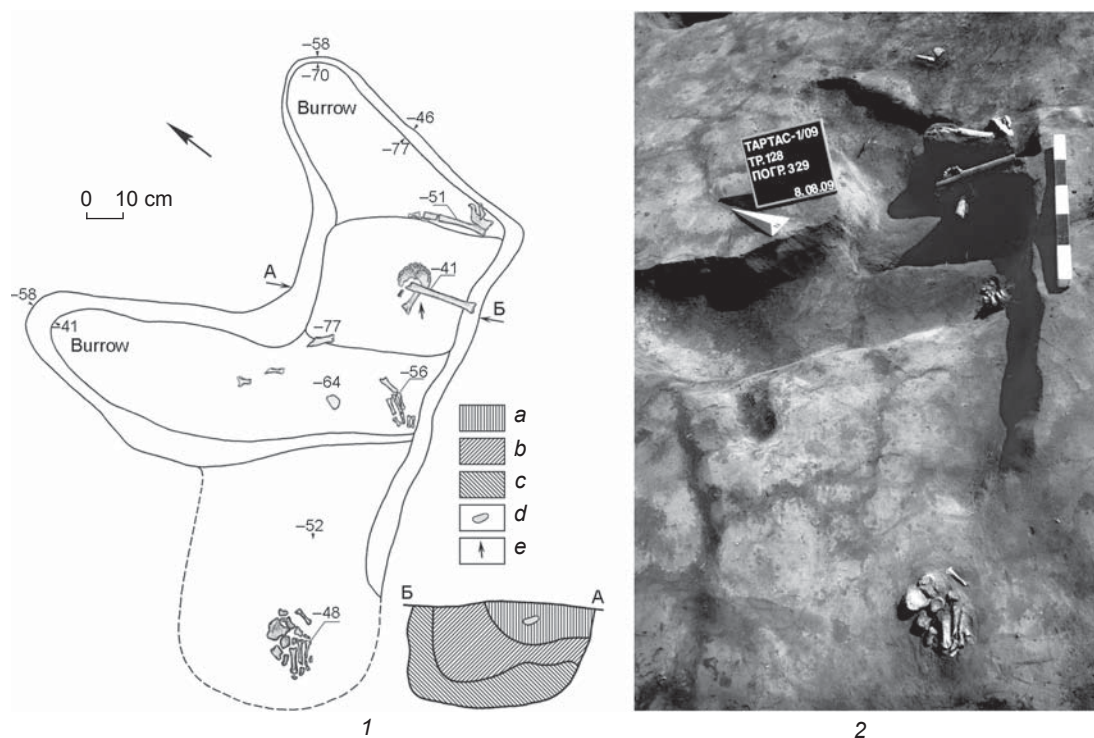 –58
–70
Burrow
–46
–77
0 10 cm
–51
А
–41
Б
–58
–41
Burrow
–77
–64
–56
a
b
c
d
e
–52
–48
Б А
1
ТАРТАС-1/09
ТР.128
ПОГР.329
8.08.09
2